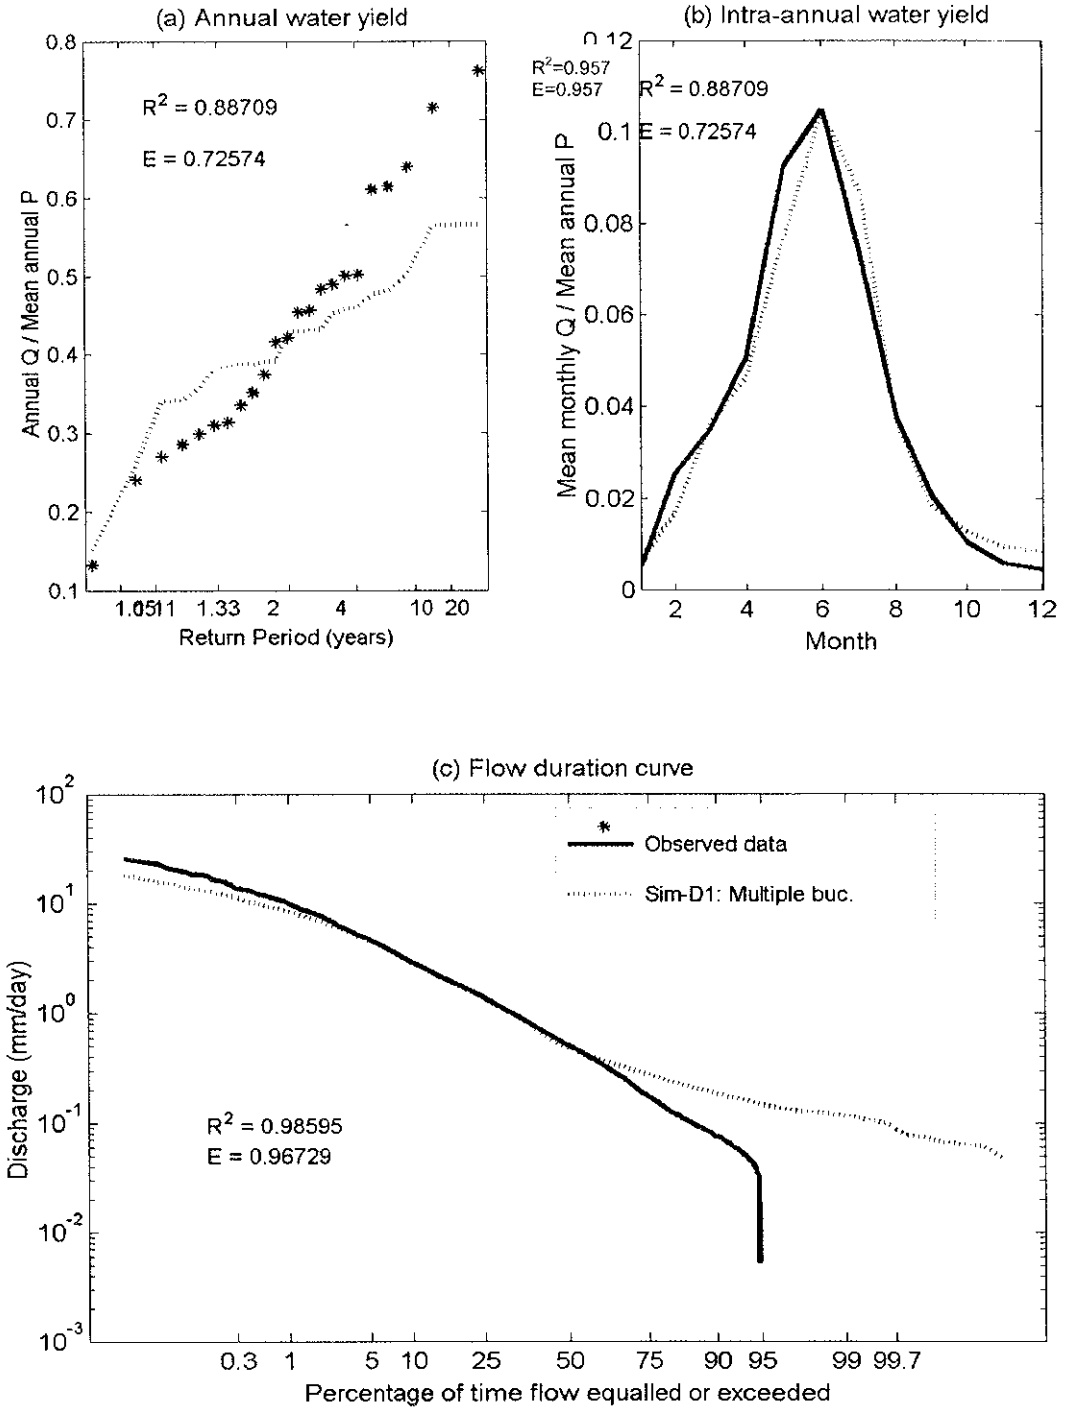 (a) Annual water yield
0.8
0.7
0.6
0.5
0.4
0.3
0.2
0.1
R² = 0.88709
E = 0.72574
Annual Q / Mean annual P
1.05 1.11 1.33 2 4 10 20
Return Period (years)
(b) Intra-annual water yield
0.12
0.1
0.08
0.06
0.04
0.02
0
R²=0.957
E=0.957
R² = 0.88709
E = 0.72574
Mean monthly Q / Mean annual P
2 4 6 8 10 12
Month
(c) Flow duration curve
10²
10¹
10⁰
10⁻¹
10⁻²
10⁻³
Discharge (mm/day)
Observed data
Sim-D1: Multiple buc.
R² = 0.98595
E = 0.96729
0.3 1 5 10 25 50 75 90 95 99 99.7
Percentage of time flow equalled or exceeded